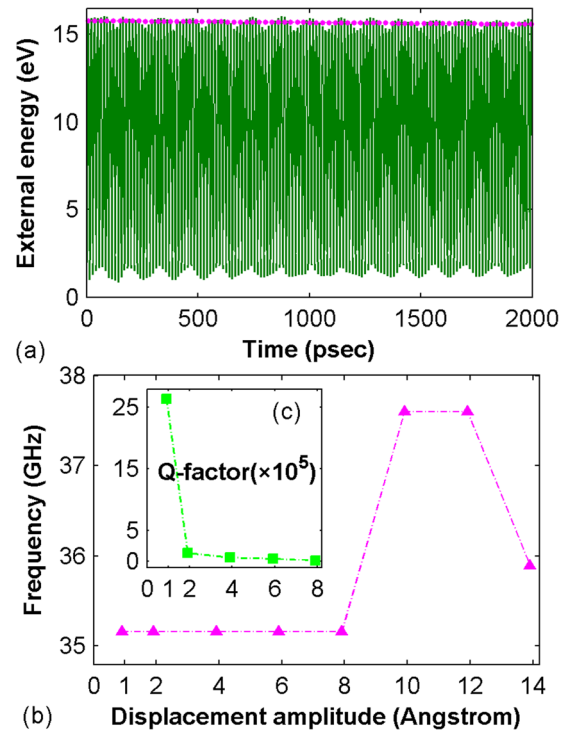 15
10
5
0
External energy (eV)
0 500 1000 1500 2000
(a)
Time (psec)
38
37
36
35
Frequency (GHz)
25
15
5
0
(c)
Q-factor(×10⁵)
0 1 2 4 6 8
0 1 2 4 6 8 10 12 14
(b)
Displacement amplitude (Angstrom)